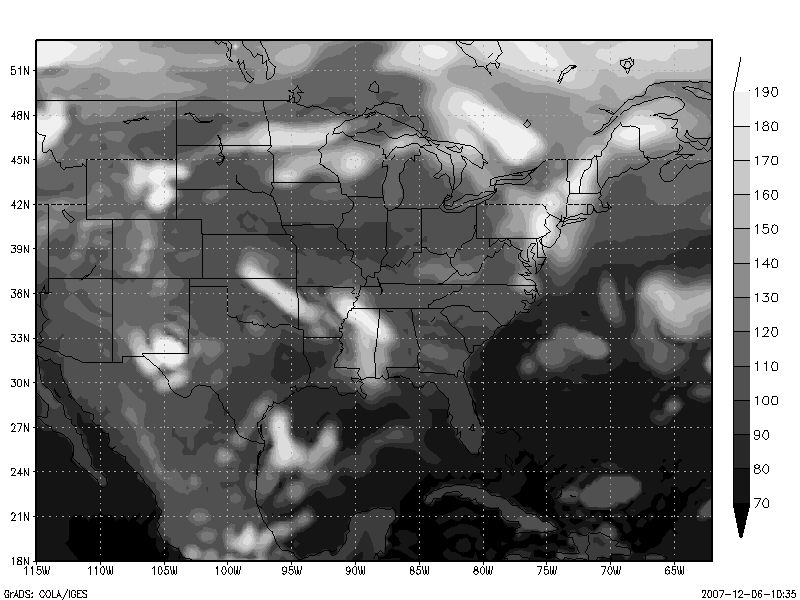 51N
48N
45N
42N
39N
36N
33N
30N
27N
24N
21N
18N
115W 110W 105W 100W 95W 90W 85W 80W 75W 70W 65W
190
180
170
160
150
140
130
120
110
100
90
80
70
GrADS: COLA/IGES 2007-12-06-10:35